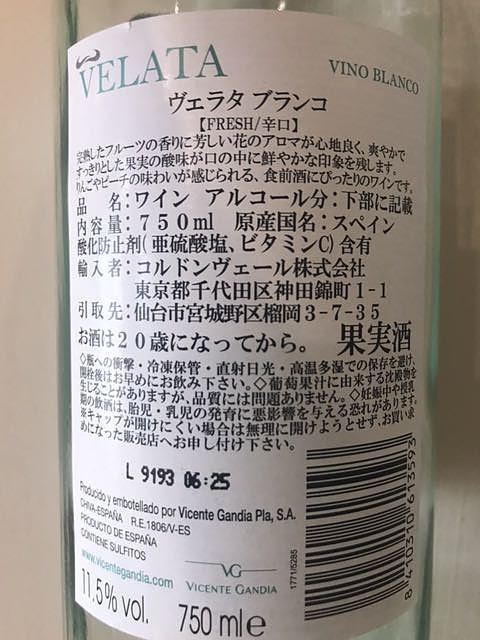 VELATA
VINO BLANCO
ヴェラタ ブランコ
【FRESH/辛口】
完熟したフルーツの香りに芳しい花のアロマが心地良く、爽やかで
すっきりとした果実の酸味が口の中に鮮やかな印象を残します。
りんごやピーチの味わいが感じられる、食前酒にぴったりのワインです。
品　名:ワイン アルコール分:下部に記載
内容量:750ml 原産国名:スペイン
酸化防止剤(亜硫酸塩、ビタミンC)含有
輸入者:コルドンヴェール株式会社
東京都千代田区神田錦町1-1
引取先:仙台市宮城野区榴岡3-7-35
お酒は20歳になってから。 果実酒
◇瓶への衝撃・冷凍保管・直射日光・高温多湿での保存を避け、
開栓後はお早めにお飲み下さい。◇葡萄果汁に由来する沈殿物を
生じることがありますが、品質には問題ありません。◇妊娠中や授乳
期の飲酒は、胎児・乳児の発育に悪影響を与える恐れがあります。
※キャップが開けにくい場合は無理に開けようとせず、お買い求
めになった販売店へお申し付け下さい。
L 9193 06:25
Producido y embotellado por Vicente Gandia Pla, S.A.
CHIVA-ESPAÑA R.E.1806/V-ES
PRODUCTO DE ESPAÑA
CONTIENE SULFITOS
www.vicentegandia.com
VG
VICENTE GANDIA
11.5% vol. 750 ml e
1771/5285
8 410310 613593